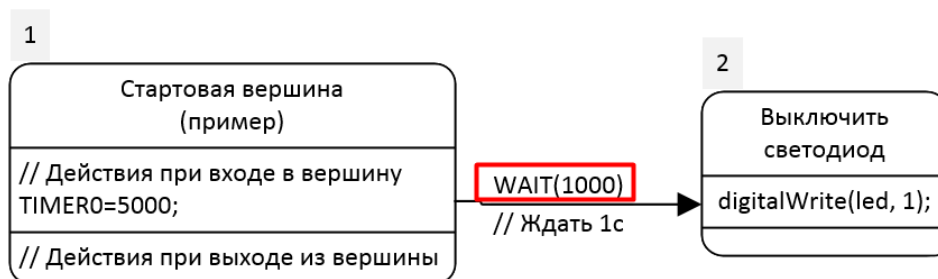 1
Стартовая вершина
(пример)
// Действия при входе в вершину
TIMER0=5000;
// Действия при выходе из вершины
WAIT(1000)
// Ждать 1с
2
Выключить
светодиод
digitalWrite(led, 1);